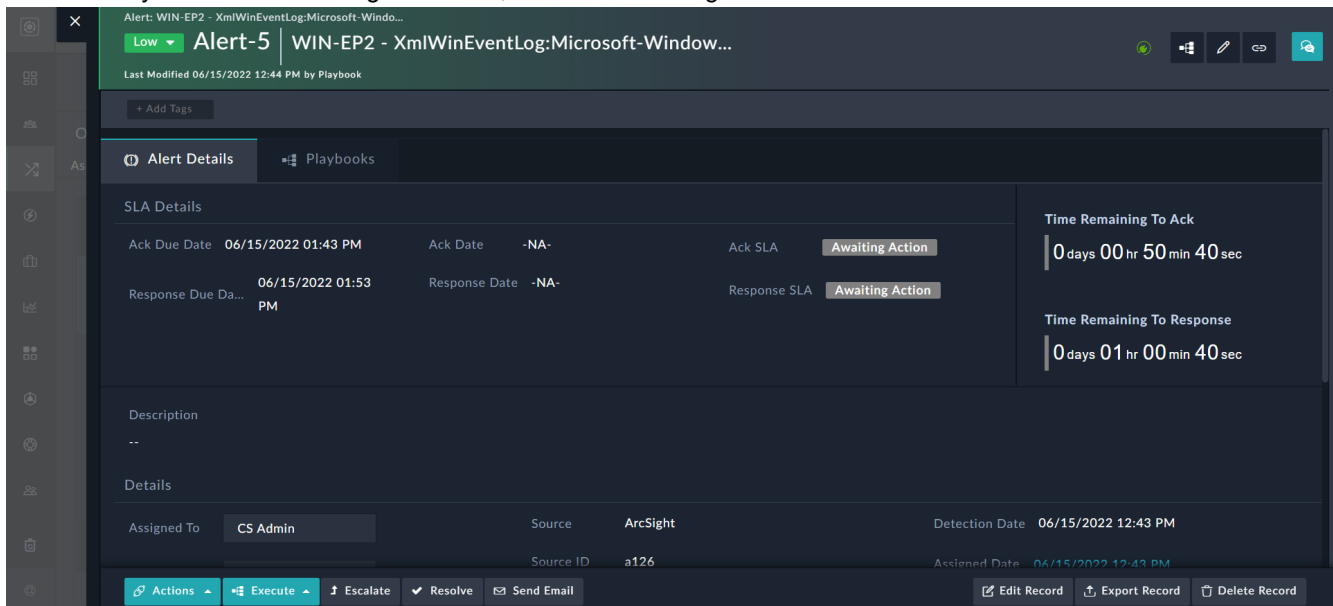 Alert: WIN-EP2 - XmlWinEventLog:Microsoft-Windo...
Low Alert-5 WIN-EP2 - XmlWinEventLog:Microsoft-Window...
Last Modified 06/15/2022 12:44 PM by Playbook
+ Add Tags
Alert Details Playbooks
As
SLA Details
Ack Due Date 06/15/2022 01:43 PM Ack Date -NA- Ack SLA Awaiting Action
Response Due Da... 06/15/2022 01:53 PM Response Date -NA- Response SLA Awaiting Action
Time Remaining To Ack
0 days 00 hr 50 min 40 sec
Time Remaining To Response
0 days 01 hr 00 min 40 sec
Description
--
Details
Assigned To CS Admin Source ArcSight Detection Date 06/15/2022 12:43 PM
Source ID a126 Assigned Date 06/15/2022 12:43 PM
Actions Execute Escalate Resolve Send Email Edit Record Export Record Delete Record